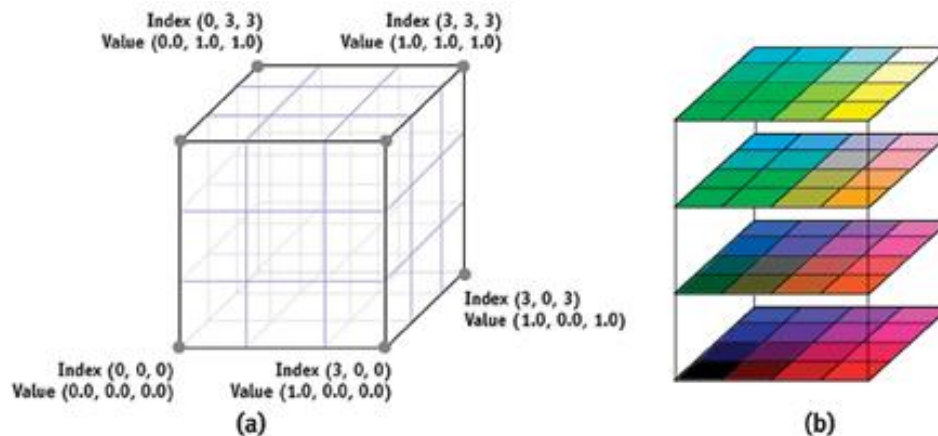 Index (0, 3, 3)
Value (0.0, 1.0, 1.0)
Index (3, 3, 3)
Value (1.0, 1.0, 1.0)
Index (3, 0, 3)
Value (1.0, 0.0, 1.0)
Index (0, 0, 0)
Value (0.0, 0.0, 0.0)
Index (3, 0, 0)
Value (1.0, 0.0, 0.0)
(a)
(b)